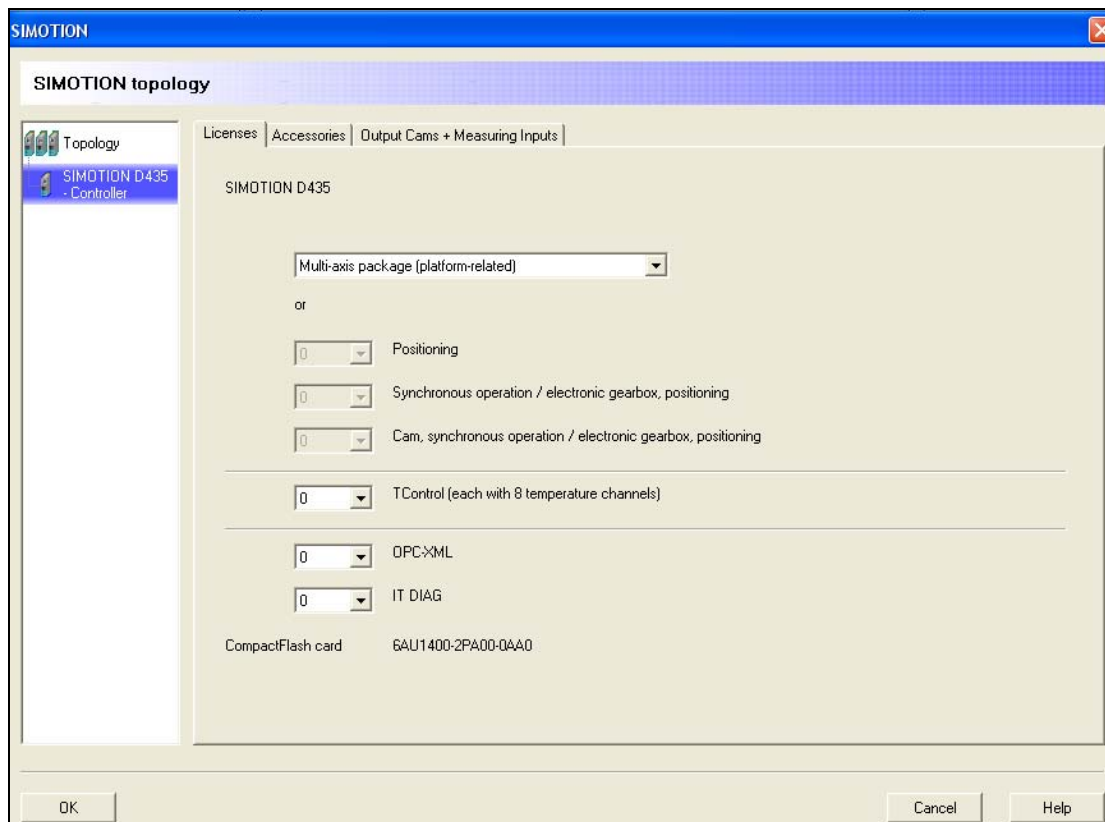 SIMOTION
SIMOTION topology
Topology
SIMOTION D435
- Controller
Licenses
Accessories
Output Cams + Measuring Inputs
SIMOTION D435
Multi-axis package (platform-related)
or
0 Positioning
0 Synchronous operation / electronic gearbox, positioning
0 Cam, synchronous operation / electronic gearbox, positioning
0 TControl (each with 8 temperature channels)
0 OPC-XML
0 IT DIAG
CompactFlash card 6AU1400-2PA00-0AA0
OK
Cancel
Help